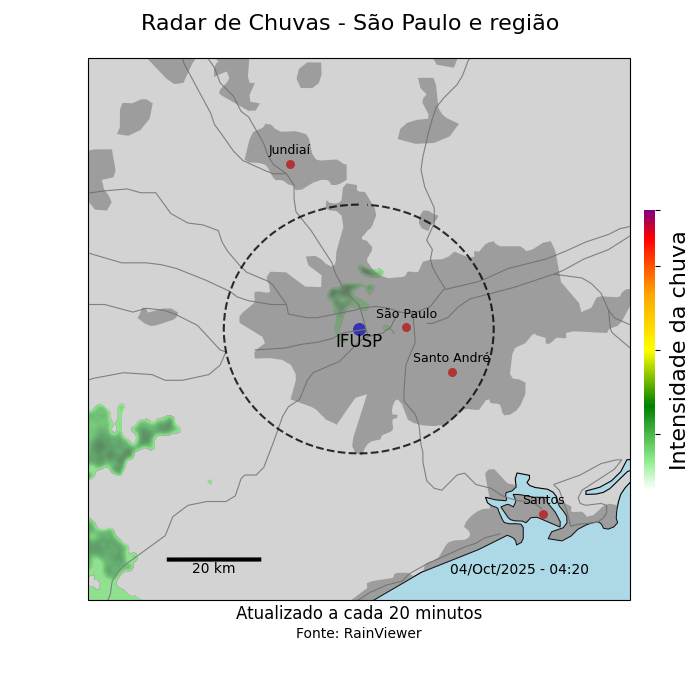 Radar de Chuvas - São Paulo e região
Jundiaí
São Paulo
IFUSP
Santo André
Santos
20 km
04/Oct/2025 - 04:20
Intensidade da chuva
Atualizado a cada 20 minutos
Fonte: RainViewer